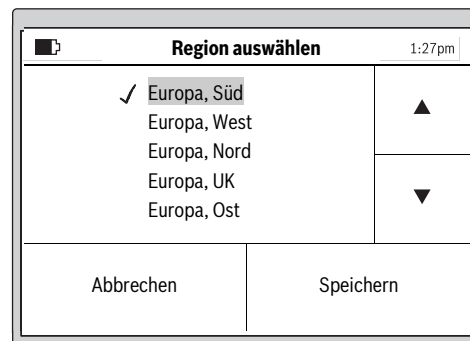 Region auswählen
1:27pm
Europa, Süd
Europa, West
Europa, Nord
Europa, UK
Europa, Ost
Abbrechen
Speichern